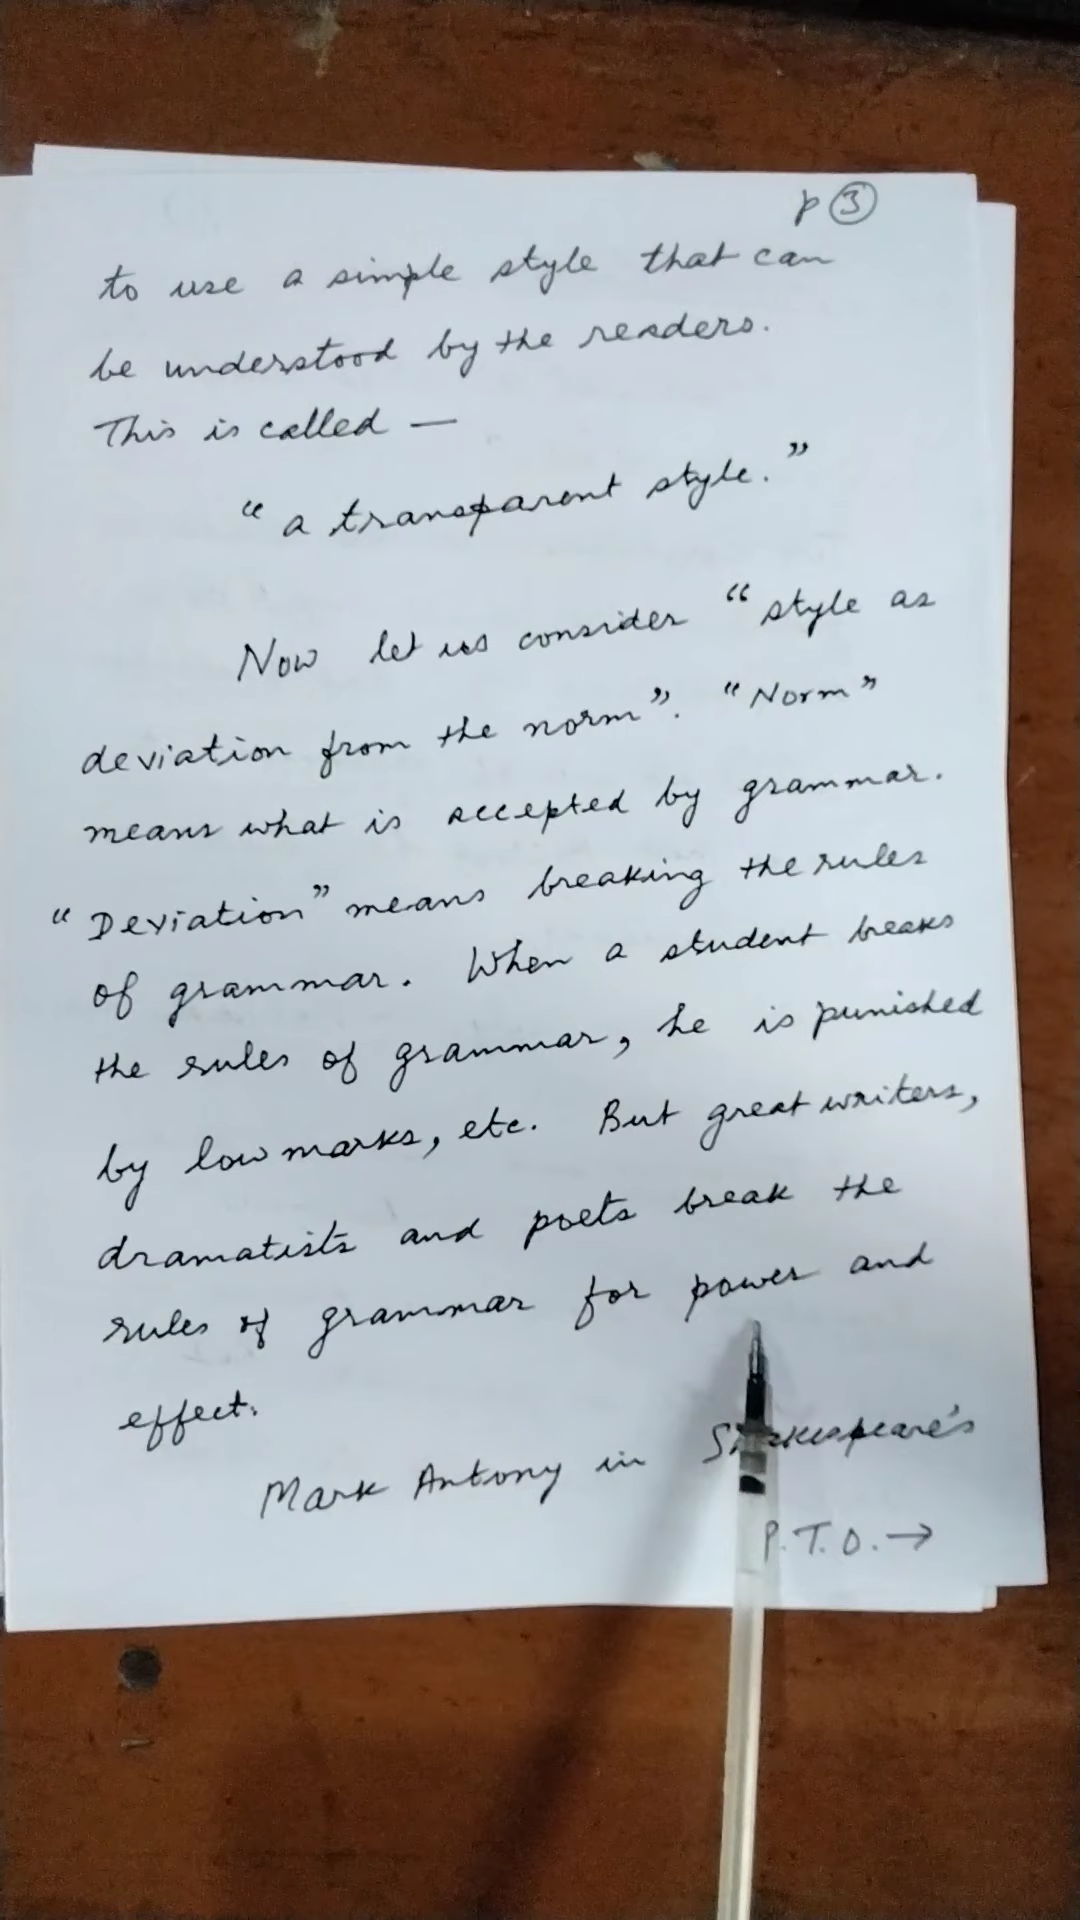 p ③
to use a simple style that can
be understood by the readers.
This is called —
“a transparent style.”
Now let us consider “style as
deviation from the norm”. “Norm”
means what is accepted by grammar.
“Deviation” means breaking the rules
of grammar. When a student breaks
the rules of grammar, he is punished
by low marks, etc. But great writers,
dramatists and poets break the
rules of grammar for power and
effect.
Mark Antony in Shakespeare's
P.T.O. →